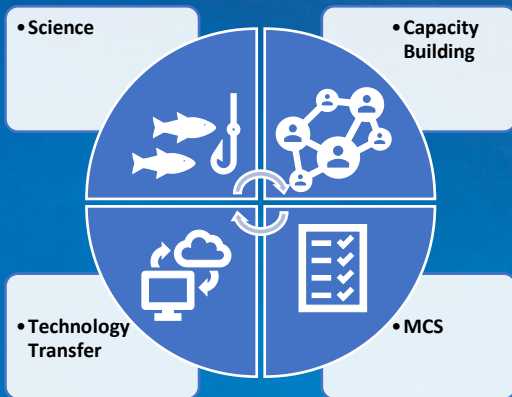 • Science
• Capacity
Building
• Technology
Transfer
• MCS